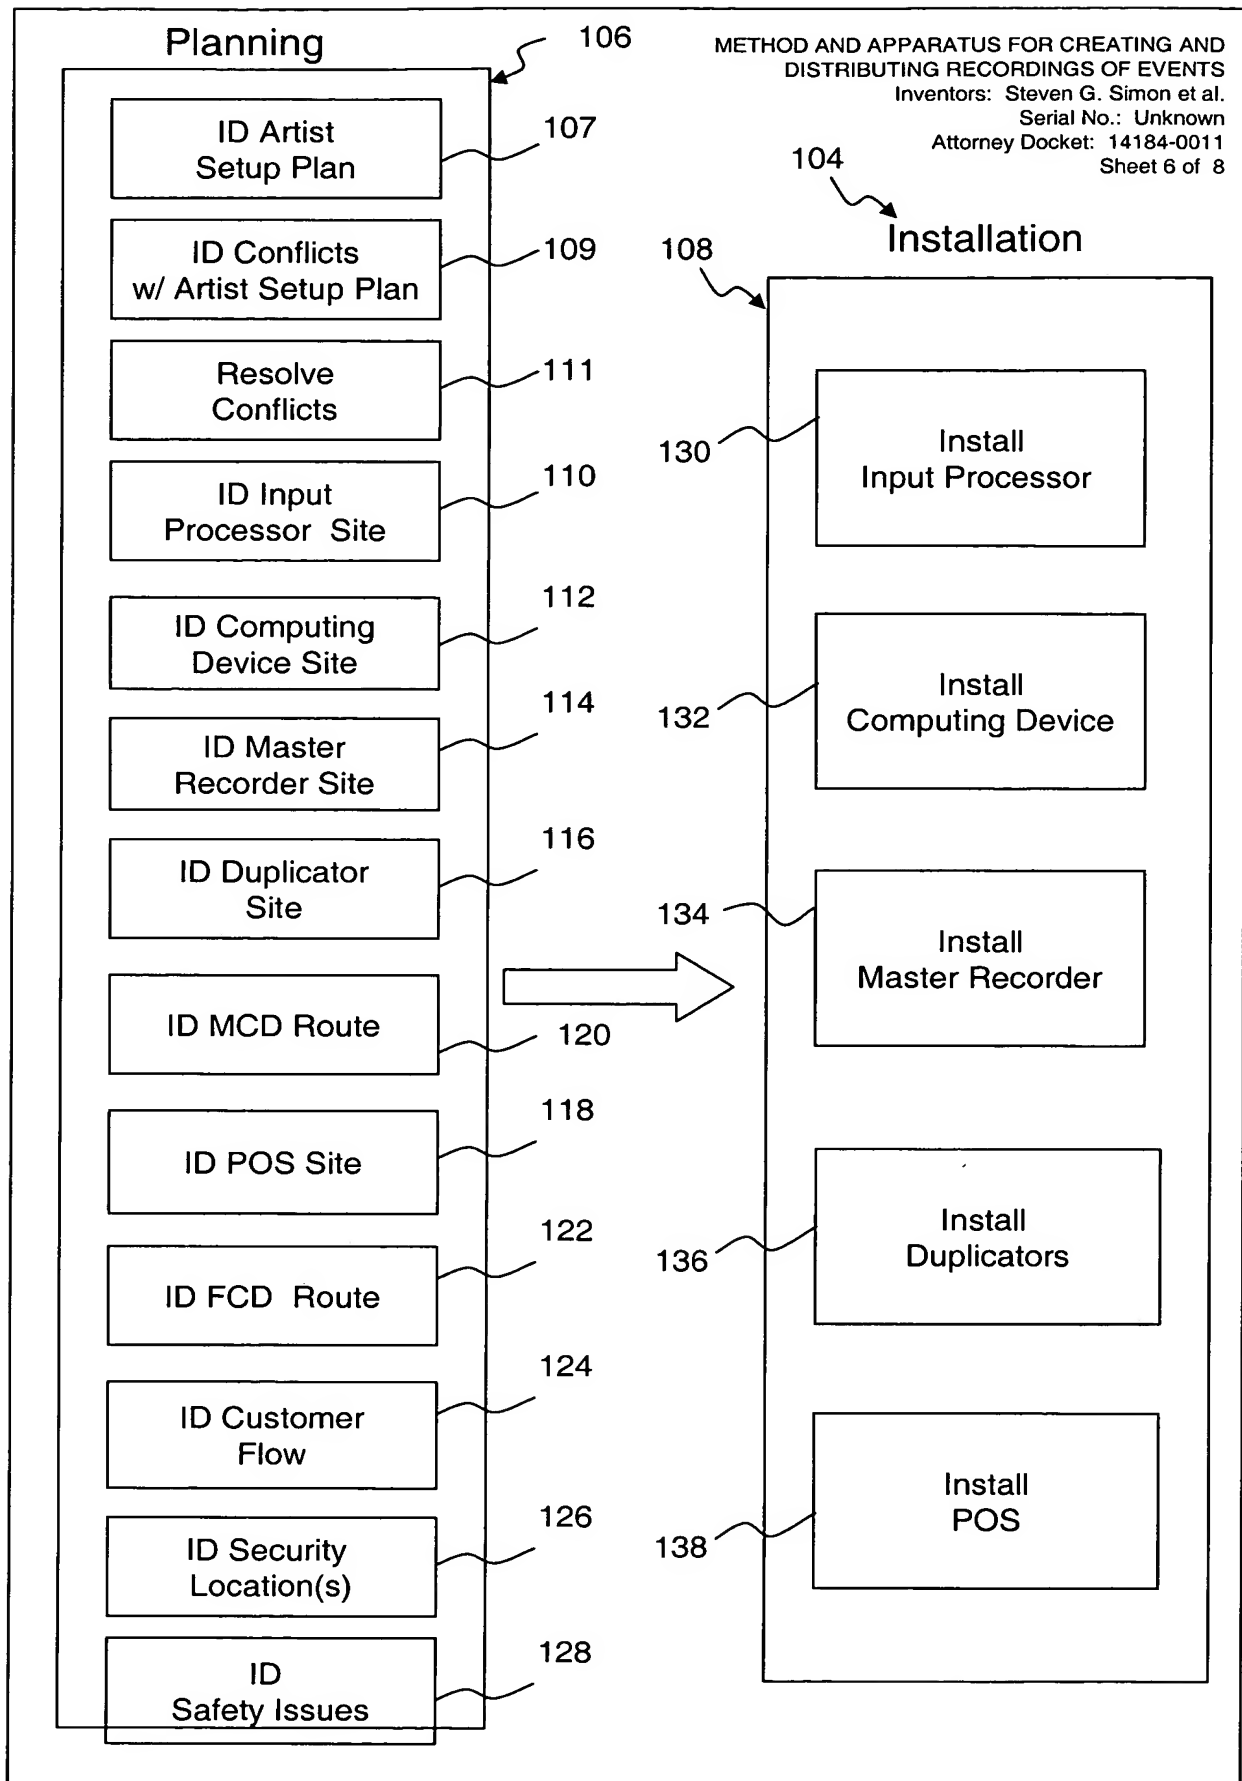 Planning
106
METHOD AND APPARATUS FOR CREATING AND
DISTRIBUTING RECORDINGS OF EVENTS
Inventors: Steven G. Simon et al.
Serial No.: Unknown
Attorney Docket: 14184-0011
Sheet 6 of 8
ID Artist
Setup Plan
107
ID Conflicts
w/ Artist Setup Plan
109
Resolve
Conflicts
111
ID Input
Processor Site
110
ID Computing
Device Site
112
ID Master
Recorder Site
114
ID Duplicator
Site
116
ID MCD Route
120
ID POS Site
118
ID FCD Route
122
ID Customer
Flow
124
ID Security
Location(s)
126
ID
Safety Issues
128
104
Installation
108
Install
Input Processor
130
Install
Computing Device
132
Install
Master Recorder
134
Install
Duplicators
136
Install
POS
138